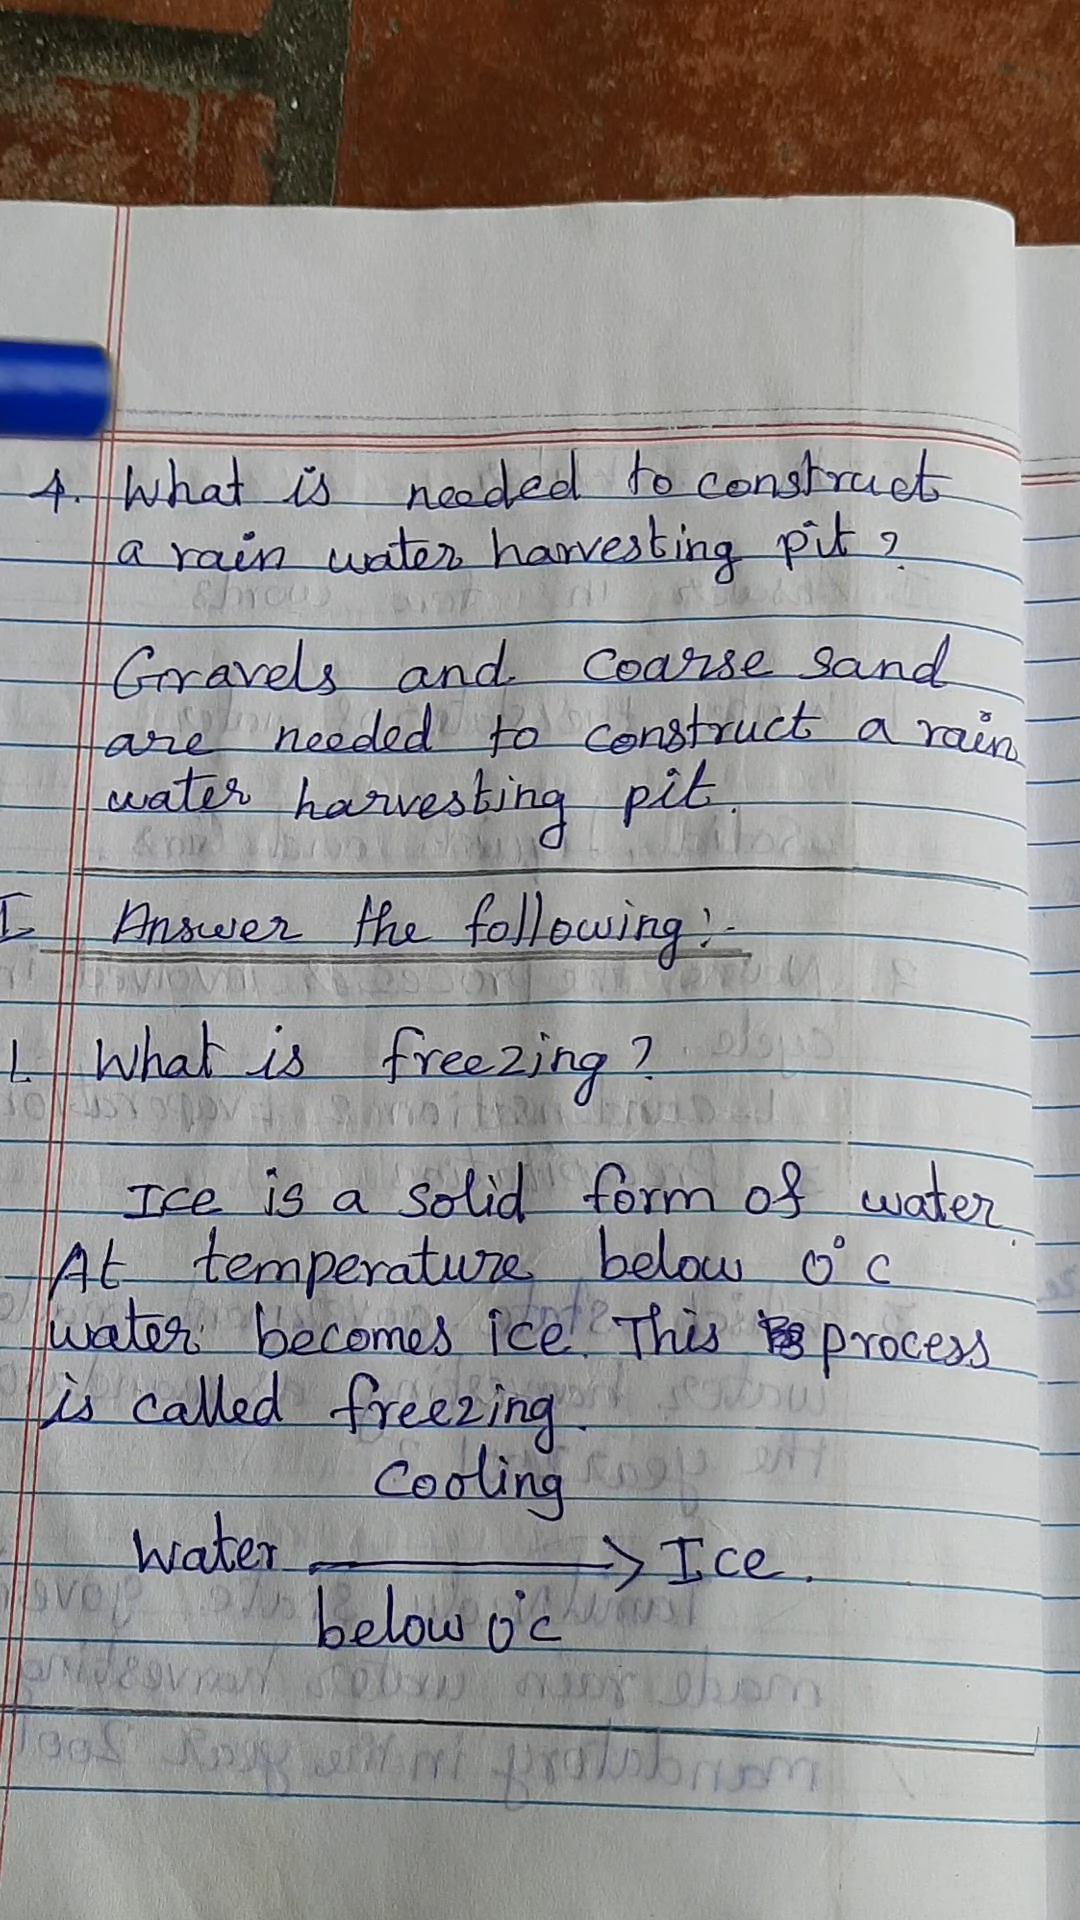 4. What is needed to construct
a rain water harvesting pit ?
Gravels and coarse sand
are needed to construct a rain
water harvesting pit.
I Answer the following:-
1. What is freezing ?
Ice is a solid form of water.
At temperature below 0°c
water becomes ice. This process
is called freezing.
Cooling
Water → Ice.
below 0°c